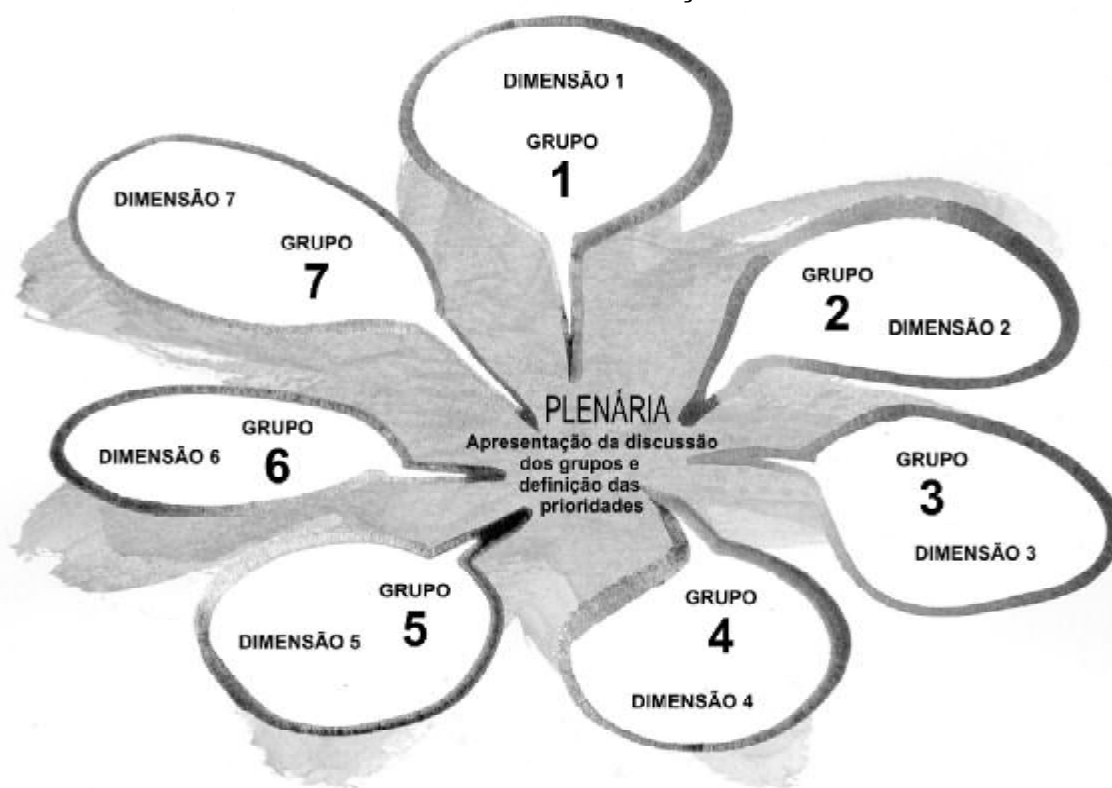 DIMENSÃO 1
GRUPO
1
GRUPO
2
DIMENSÃO 2
GRUPO
3
DIMENSÃO 3
GRUPO
4
DIMENSÃO 4
GRUPO
5
DIMENSÃO 5
DIMENSÃO 6
GRUPO
6
DIMENSÃO 7
GRUPO
7
PLENÁRIA
Apresentação da discussão
dos grupos e
definição das
prioridades